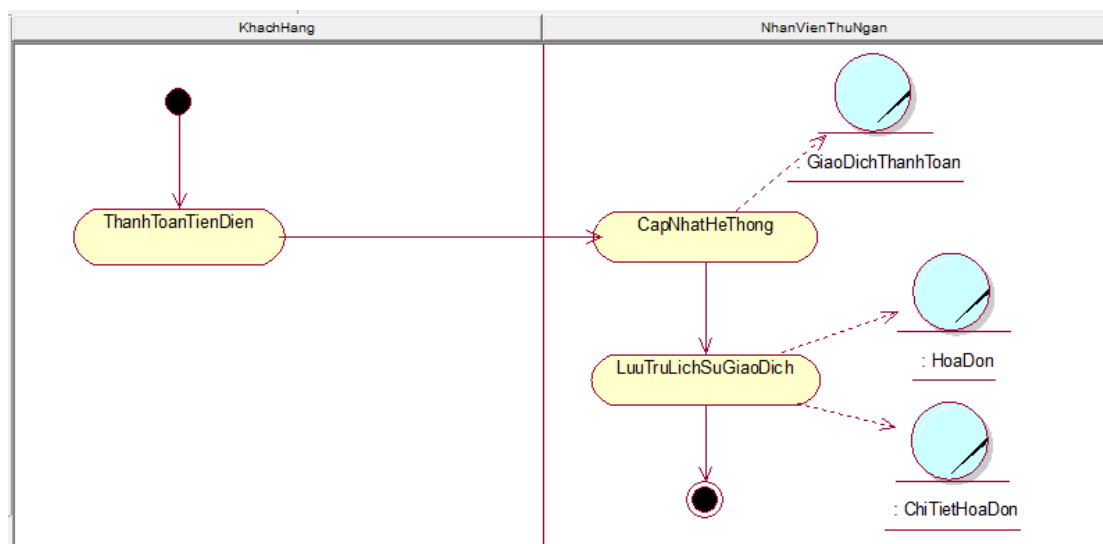 KhachHang
NhanVienThuNgan
: GiaoDichThanhToan
ThanhToanTienDien
CapNhatHeThong
: HoaDon
LuuTruLichSuGiaoDich
: ChiTietHoaDon